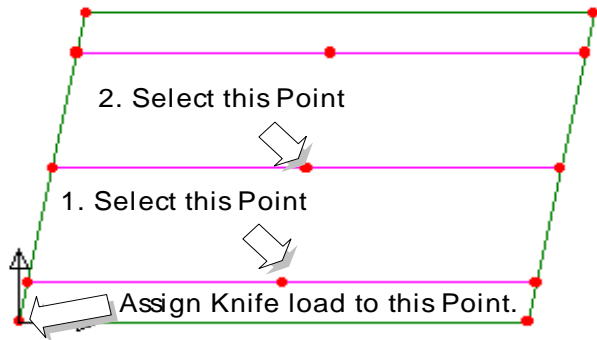 2. Select this Point
1. Select this Point
Assign Knife load to this Point.